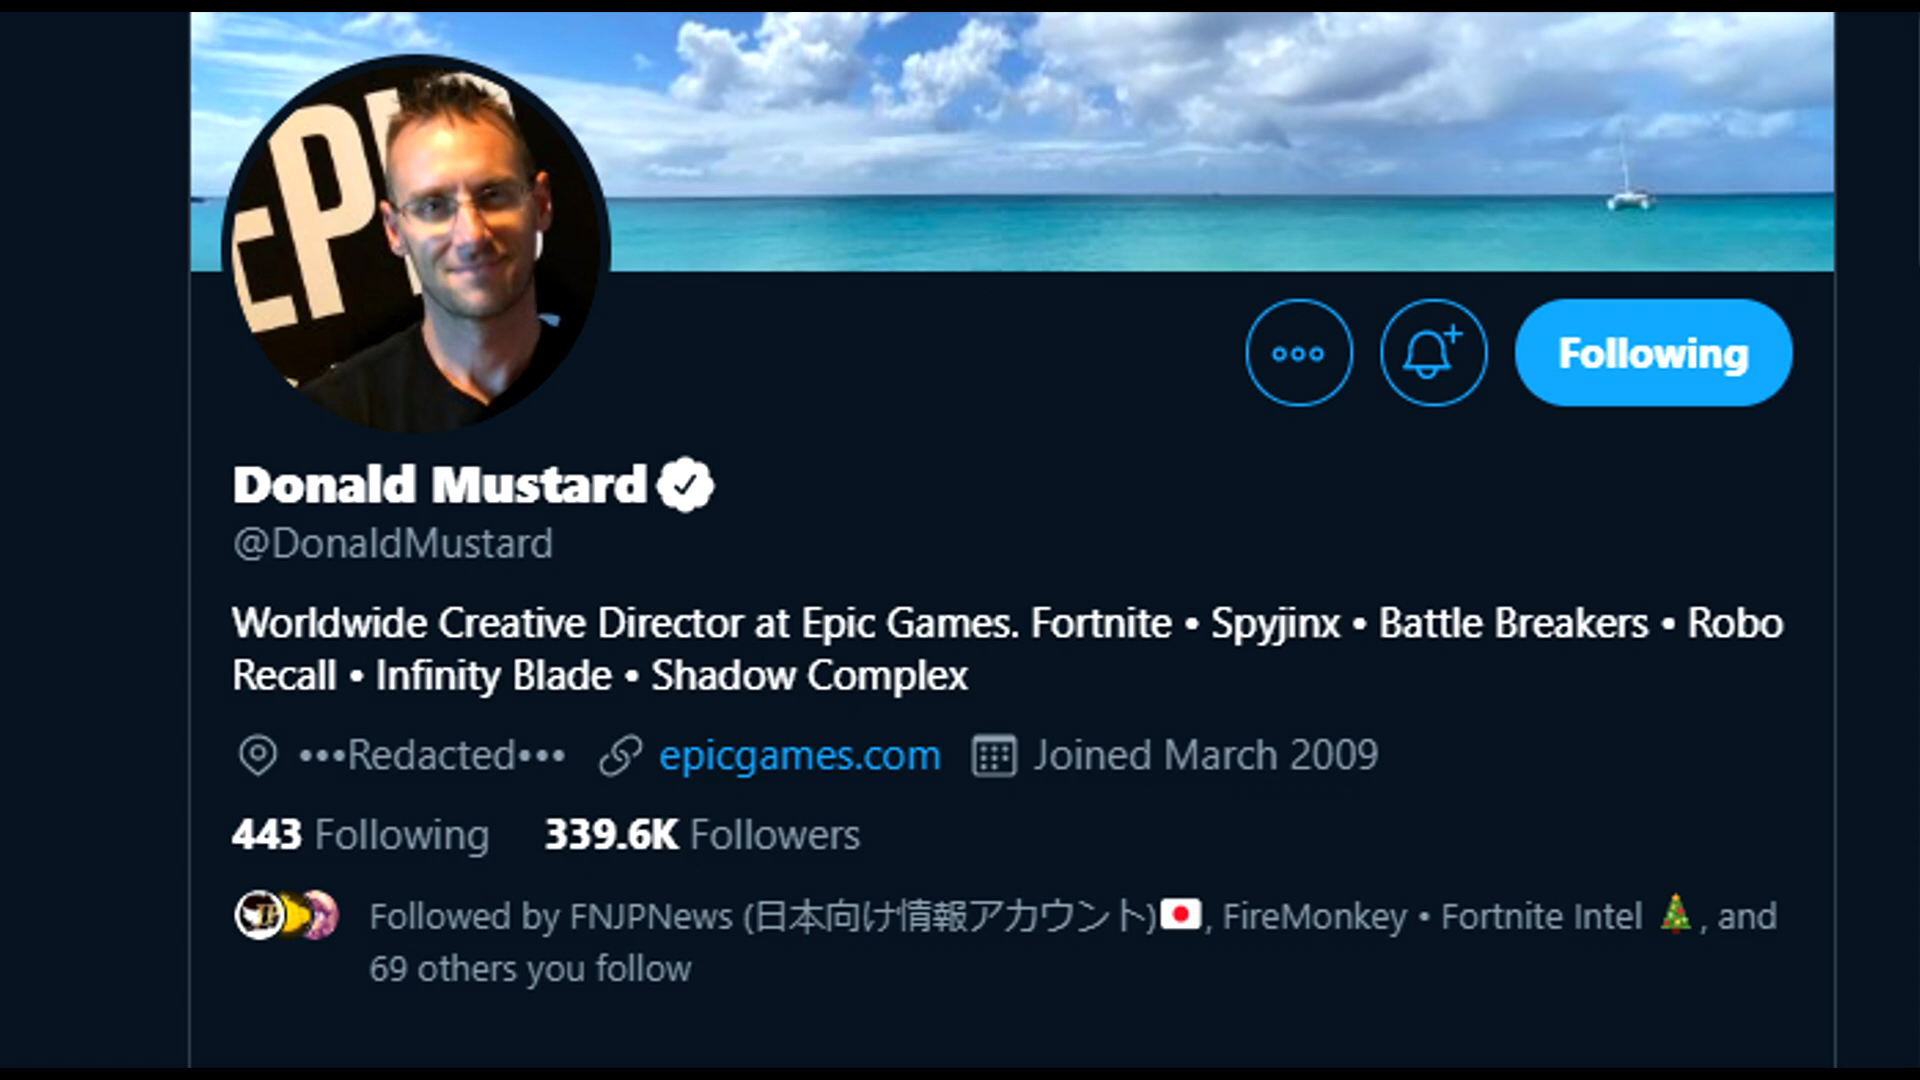 EPIC
Following
Donald Mustard
@DonaldMustard
Worldwide Creative Director at Epic Games. Fortnite • Spyjinx • Battle Breakers • Robo
Recall • Infinity Blade • Shadow Complex
•••Redacted••• epicgames.com Joined March 2009
443 Following 339.6K Followers
Followed by FNJPNews (日本向け情報アカウント)🇯🇵, FireMonkey • Fortnite Intel 🎄, and
69 others you follow